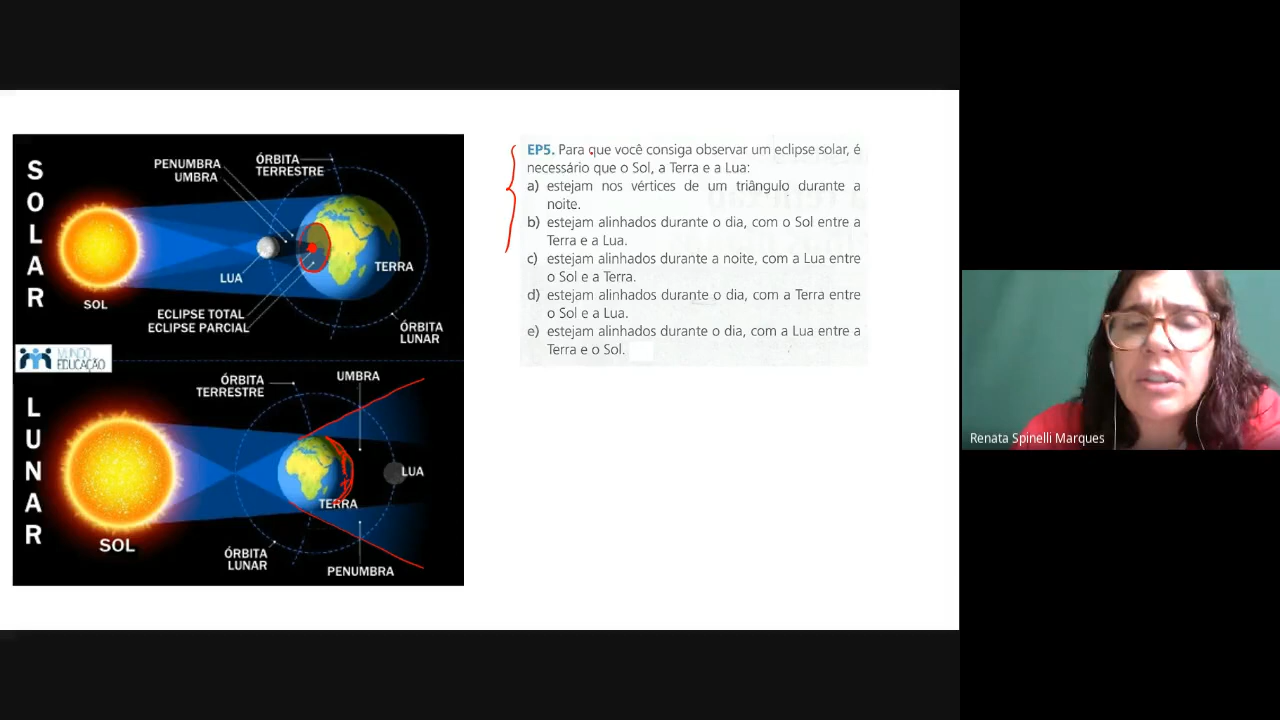 S
O
L
A
R
PENUMBRA
UMBRA
ÓRBITA
TERRESTRE
LUA
TERRA
SOL
ECLIPSE TOTAL
ECLIPSE PARCIAL
ÓRBITA
LUNAR
MUNDO
EDUCAÇÃO
L
U
N
A
R
ÓRBITA
TERRESTRE
UMBRA
LUA
TERRA
SOL
ÓRBITA
LUNAR
PENUMBRA
EP5. Para que você consiga observar um eclipse solar, é
necessário que o Sol, a Terra e a Lua:
a) estejam nos vértices de um triângulo durante a
noite.
b) estejam alinhados durante o dia, com o Sol entre a
Terra e a Lua.
c) estejam alinhados durante a noite, com a Lua entre
o Sol e a Terra.
d) estejam alinhados durante o dia, com a Terra entre
o Sol e a Lua.
e) estejam alinhados durante o dia, com a Lua entre a
Terra e o Sol.
Renata Spinelli Marques